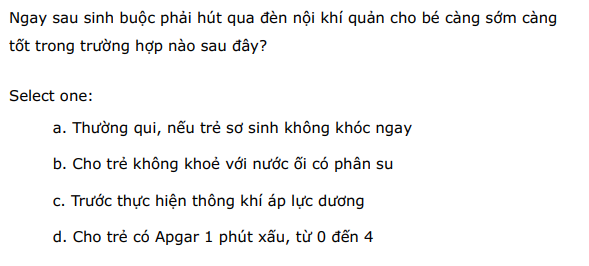 Ngay sau sinh buộc phải hút qua đèn nội khí quản cho bé càng sớm càng
tốt trong trường hợp nào sau đây?
Select one:
a. Thường qui, nếu trẻ sơ sinh không khóc ngay
b. Cho trẻ không khoẻ với nước ối có phân su
c. Trước thực hiện thông khí áp lực dương
d. Cho trẻ có Apgar 1 phút xấu, từ 0 đến 4